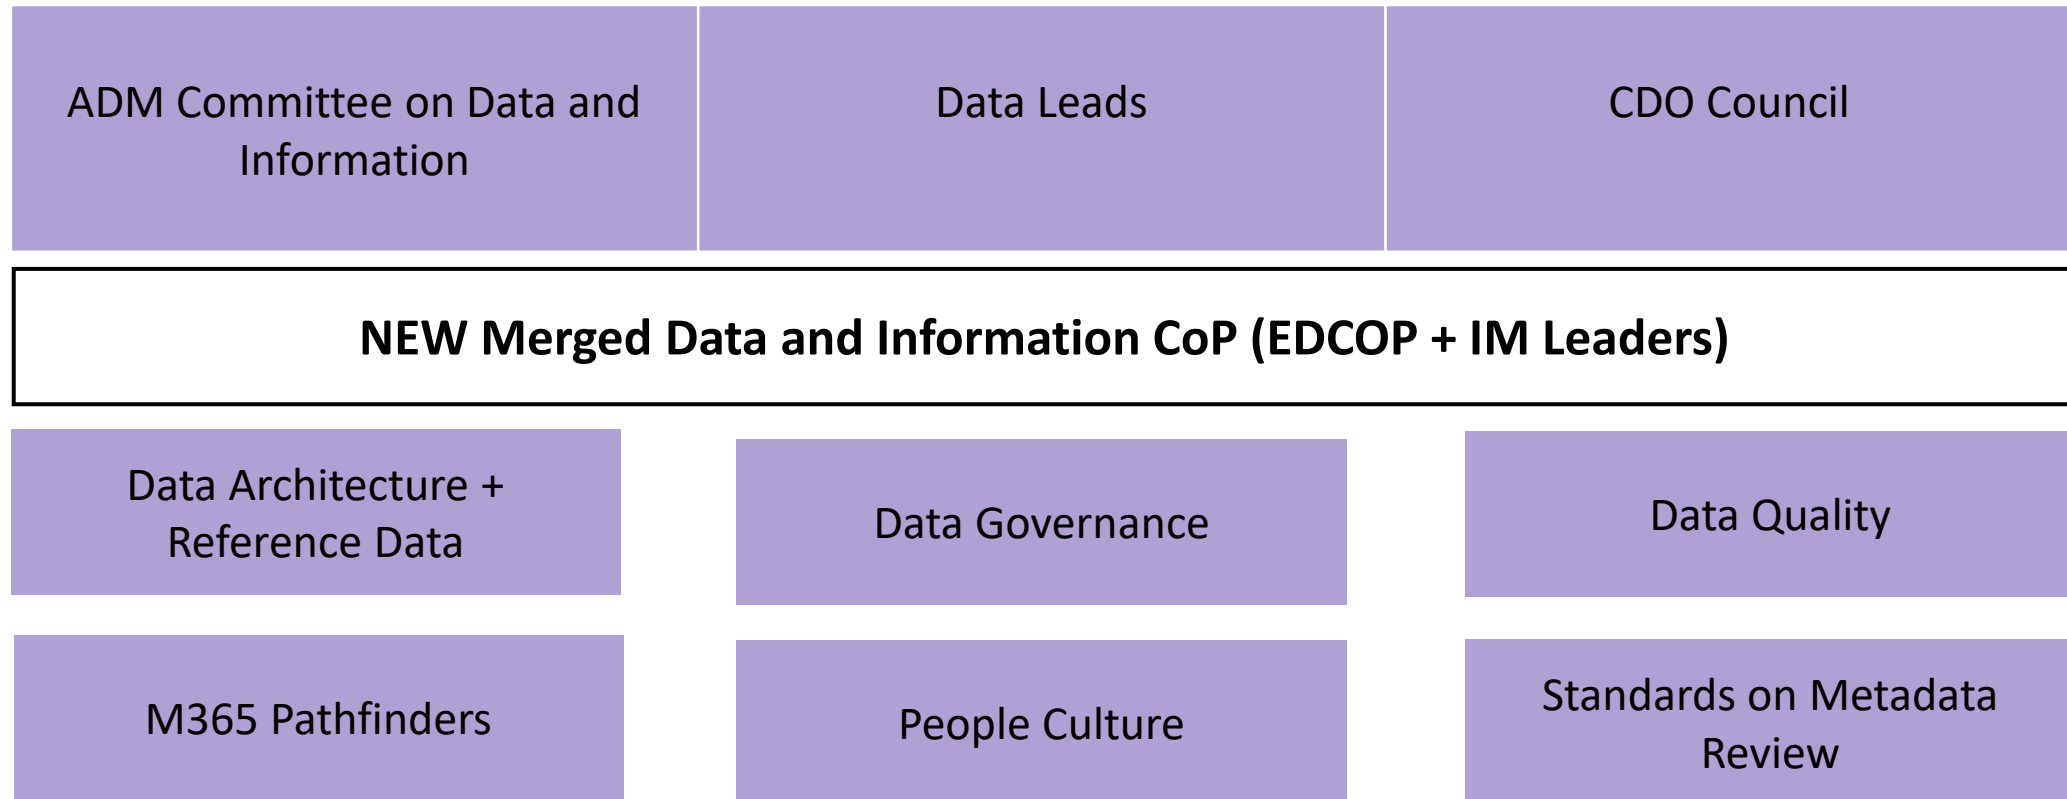 ADM Committee on Data and
Information
Data Leads
CDO Council
NEW Merged Data and Information CoP (EDCOP + IM Leaders)
Data Architecture +
Reference Data
Data Governance
Data Quality
M365 Pathfinders
People Culture
Standards on Metadata
Review